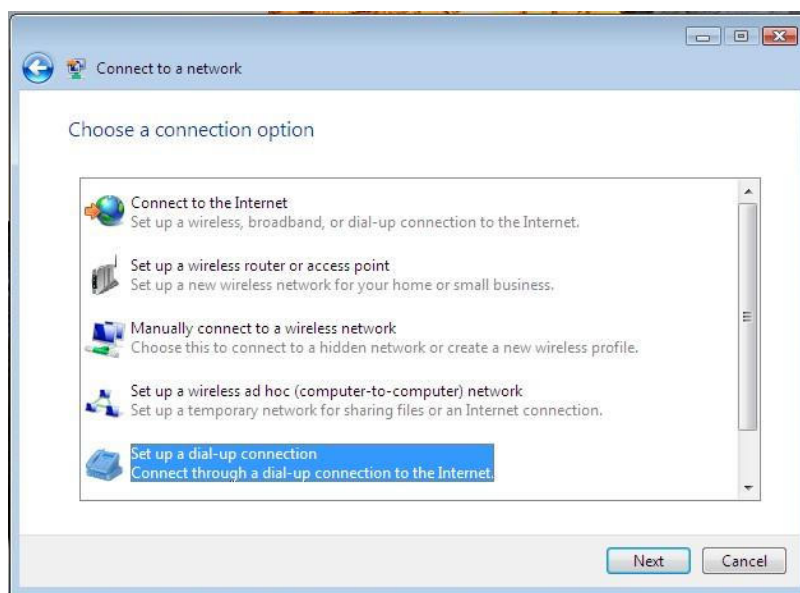 Connect to a network
Choose a connection option
Connect to the Internet
Set up a wireless, broadband, or dial-up connection to the Internet.
Set up a wireless router or access point
Set up a new wireless network for your home or small business.
Manually connect to a wireless network
Choose this to connect to a hidden network or create a new wireless profile.
Set up a wireless ad hoc (computer-to-computer) network
Set up a temporary network for sharing files or an Internet connection.
Set up a dial-up connection
Connect through a dial-up connection to the Internet.
Next
Cancel